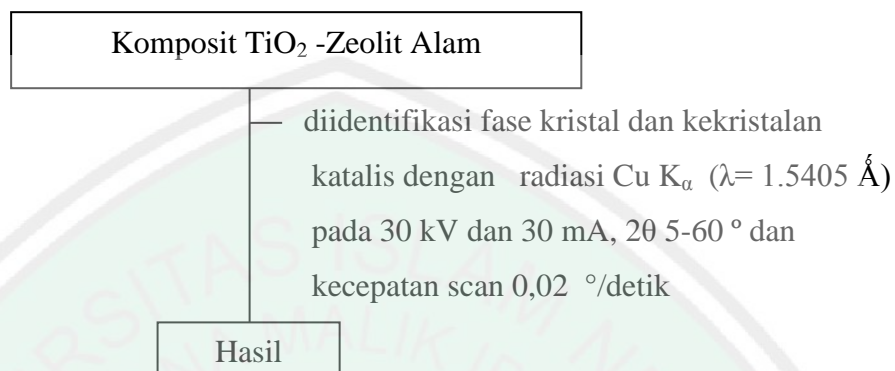 Komposit TiO₂ -Zeolit Alam
diidentifikasi fase kristal dan kekristalan
katalis dengan radiasi Cu Kα (λ= 1.5405 Ǻ)
pada 30 kV dan 30 mA, 2θ 5-60 º dan
kecepatan scan 0,02 °/detik
Hasil